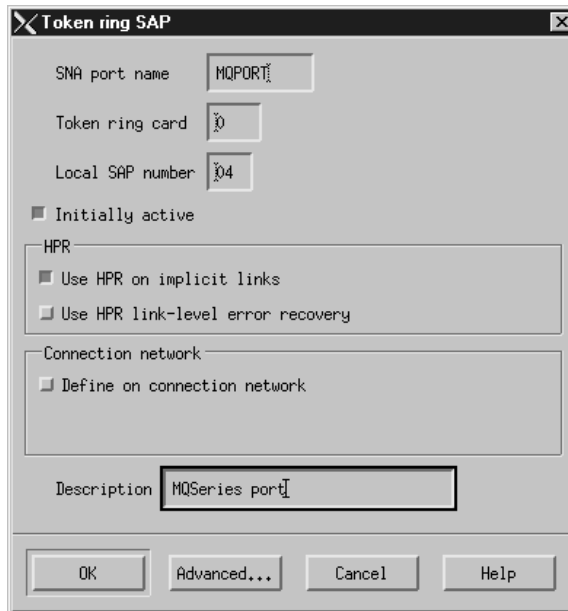 Token ring SAP
SNA port name MQPORT
Token ring card 0
Local SAP number 04
Initially active
HPR
Use HPR on implicit links
Use HPR link-level error recovery
Connection network
Define on connection network
Description MQSeries port
OK Advanced... Cancel Help